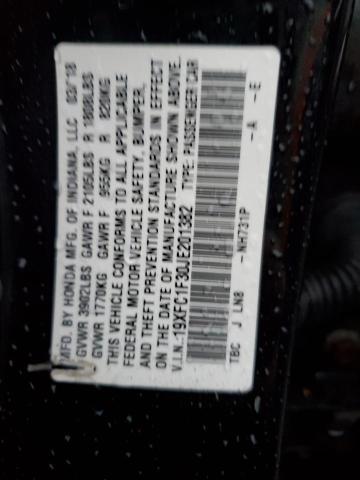 MFD. BY HONDA MFG. OF INDIANA, LLC 03/18
GVWR 3902LBS GAWR F 2105LBS R 1808LBS
GVWR 1770KG GAWR F 955KG R 820KG
THIS VEHICLE CONFORMS TO ALL APPLICABLE
FEDERAL MOTOR VEHICLE SAFETY, BUMPER,
AND THEFT PREVENTION STANDARDS IN EFFECT
ON THE DATE OF MANUFACTURE SHOWN ABOVE.
V.I.N.:19XFC1F30JE201382 TYPE: PASSENGER CAR
TBC J LN8 -NH731P -A -E